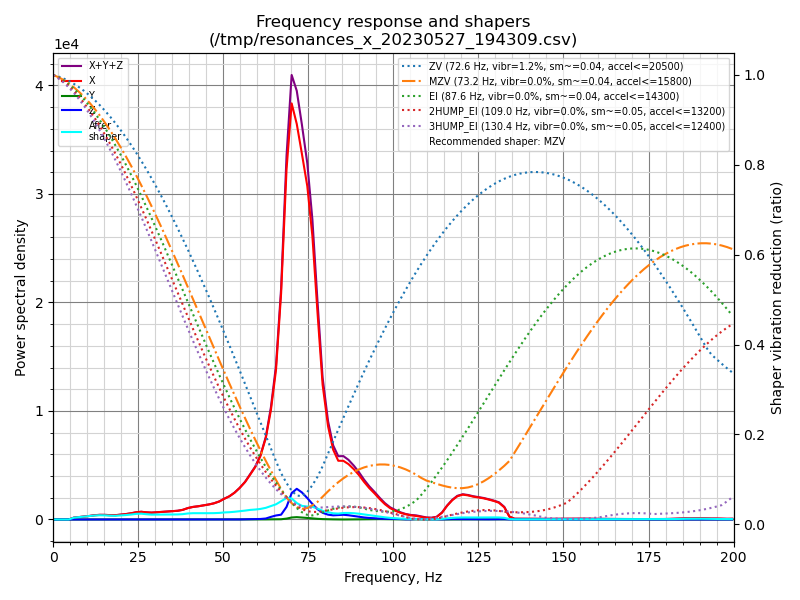 Frequency response and shapers
(/tmp/resonances_x_20230527_194309.csv)
1e4
X+Y+Z
X
Y
After
shaper
ZV (72.6 Hz, vibr=1.2%, sm~=0.04, accel<=20500)
MZV (73.2 Hz, vibr=0.0%, sm~=0.04, accel<=15800)
EI (87.6 Hz, vibr=0.0%, sm~=0.04, accel<=14300)
2HUMP_EI (109.0 Hz, vibr=0.0%, sm~=0.05, accel<=13200)
3HUMP_EI (130.4 Hz, vibr=0.0%, sm~=0.05, accel<=12400)
Recommended shaper: MZV
4
3
2
1
0
Power spectral density
1.0
0.8
0.6
0.4
0.2
0.0
Shaper vibration reduction (ratio)
0 25 50 75 100 125 150 175 200
Frequency, Hz